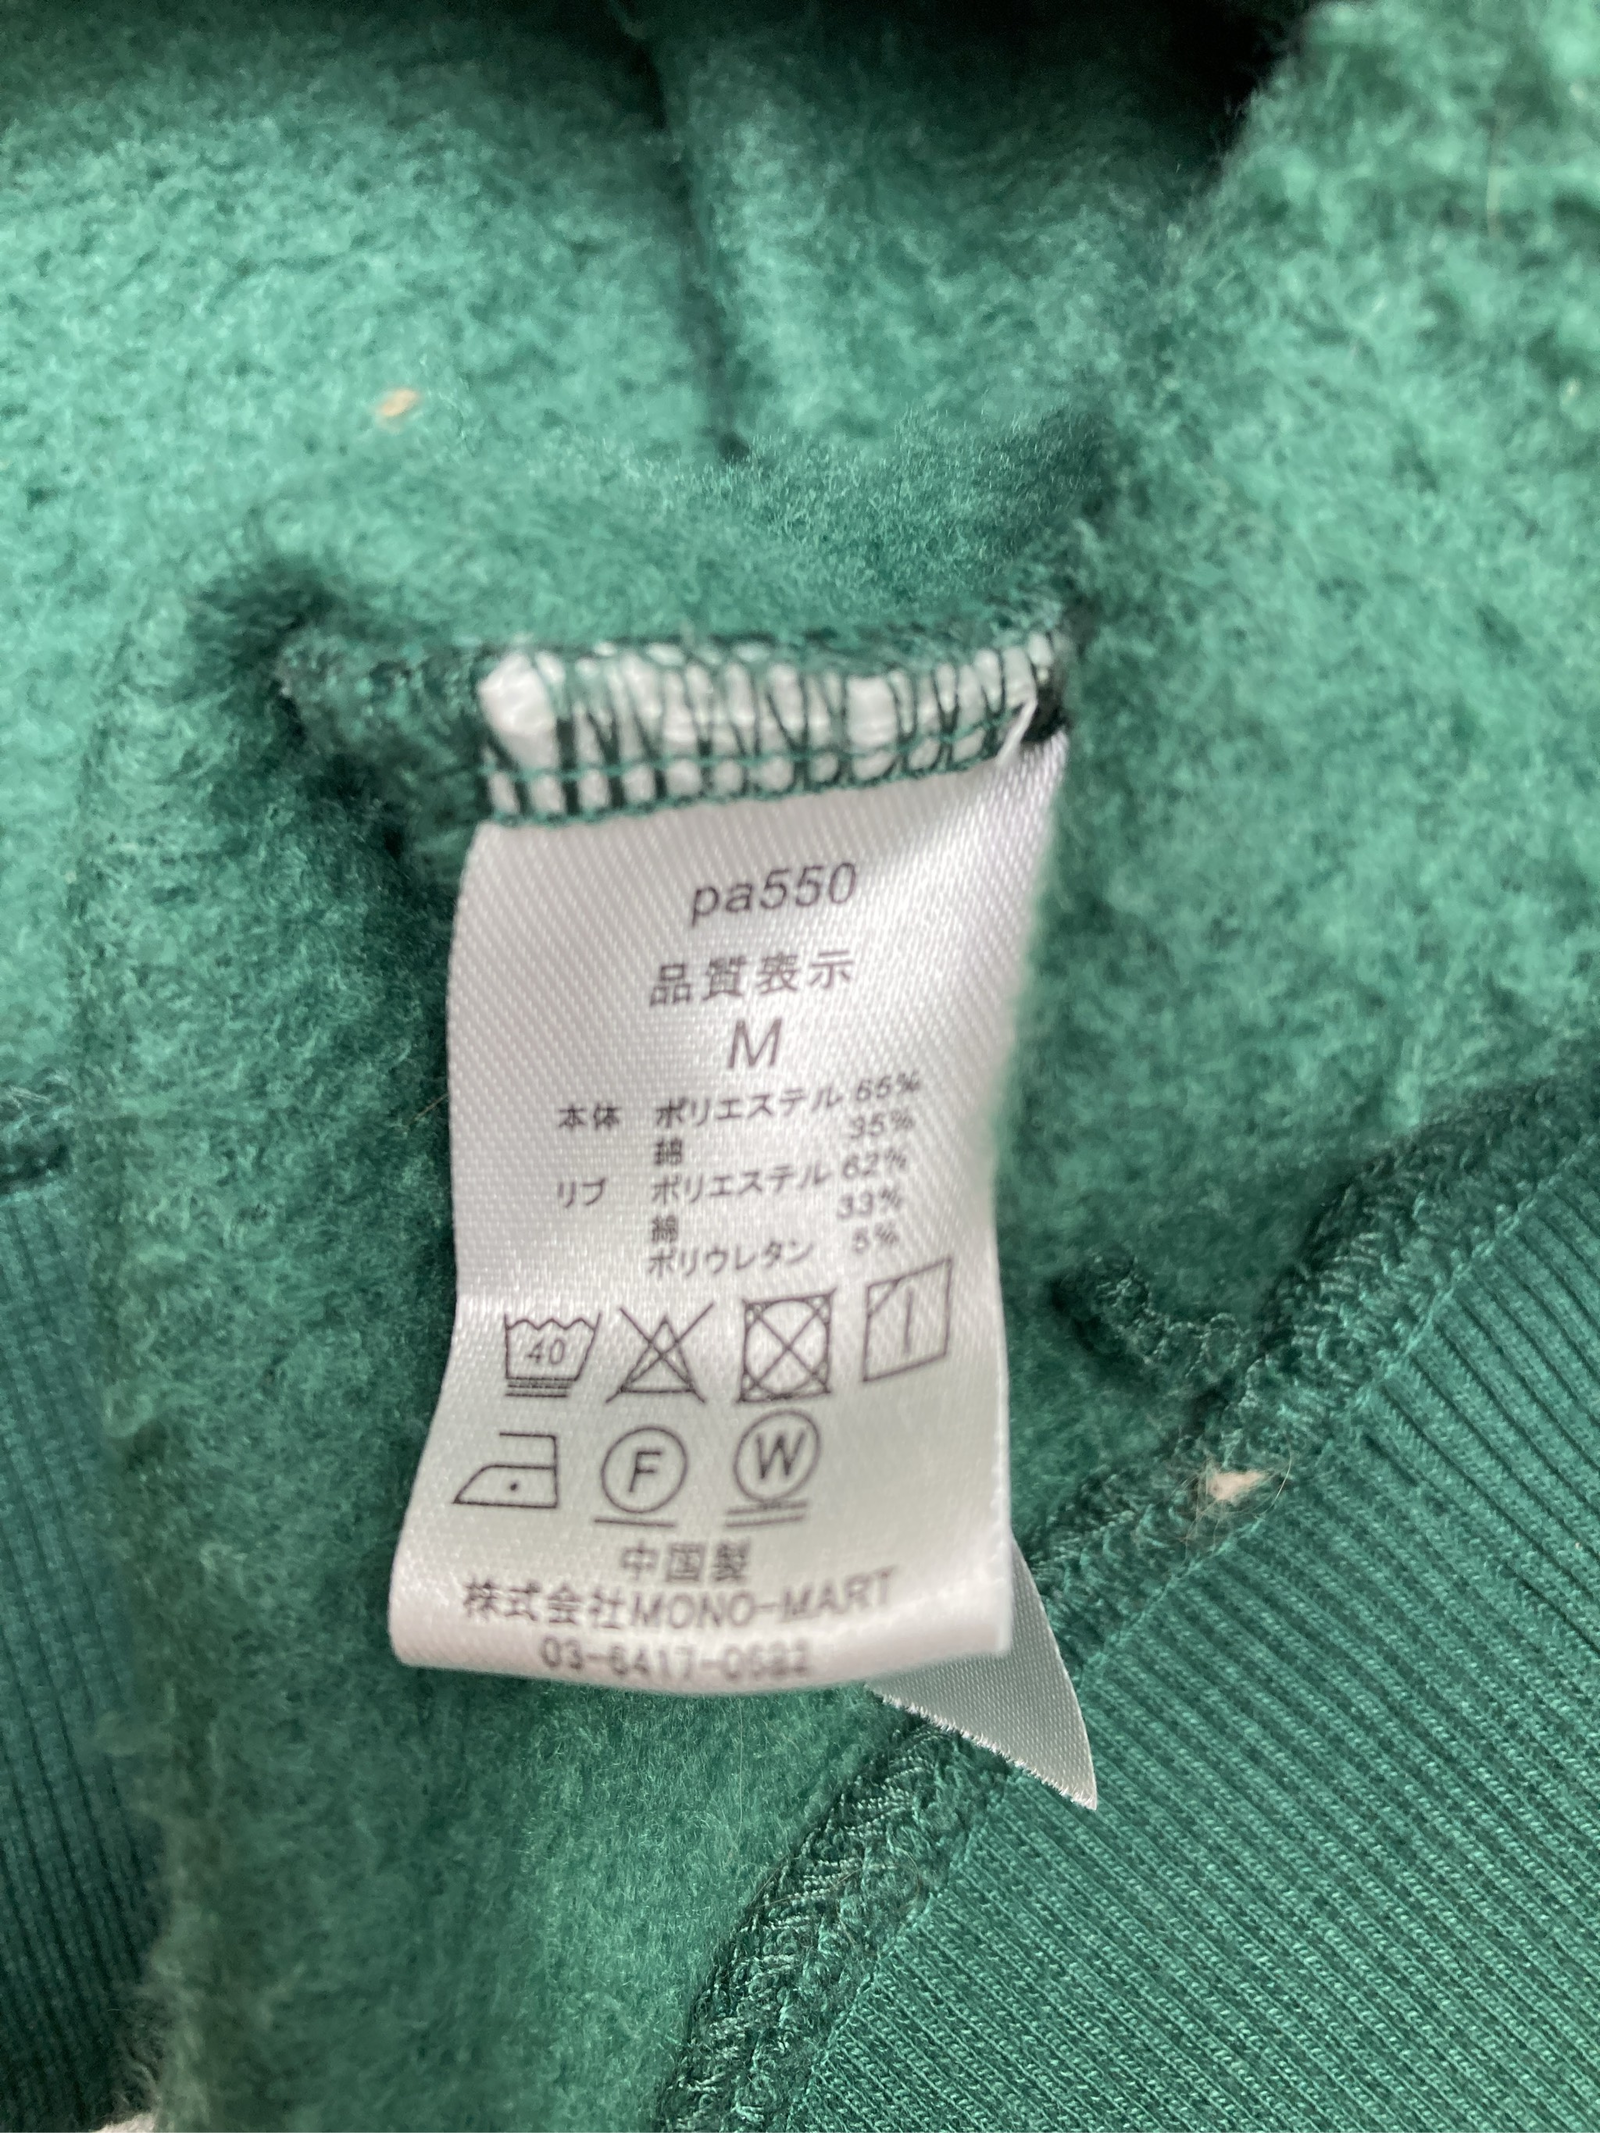 pa550
品質表示
M
本体 ポリエステル 65%
綿 35%
リブ ポリエステル 62%
綿 33%
ポリウレタン 5%
40
F W
中国製
株式会社MONO-MART
03-6417-0682